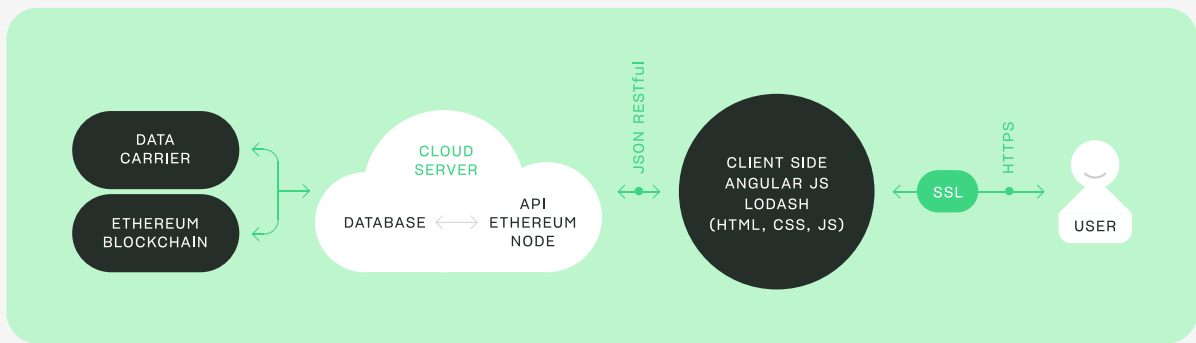 DATA
CARRIER
ETHEREUM
BLOCKCHAIN
CLOUD
SERVER
DATABASE
API
ETHEREUM
NODE
JSON RESTful
CLIENT SIDE
ANGULAR JS
LODASH
(HTML, CSS, JS)
SSL
HTTPS
USER